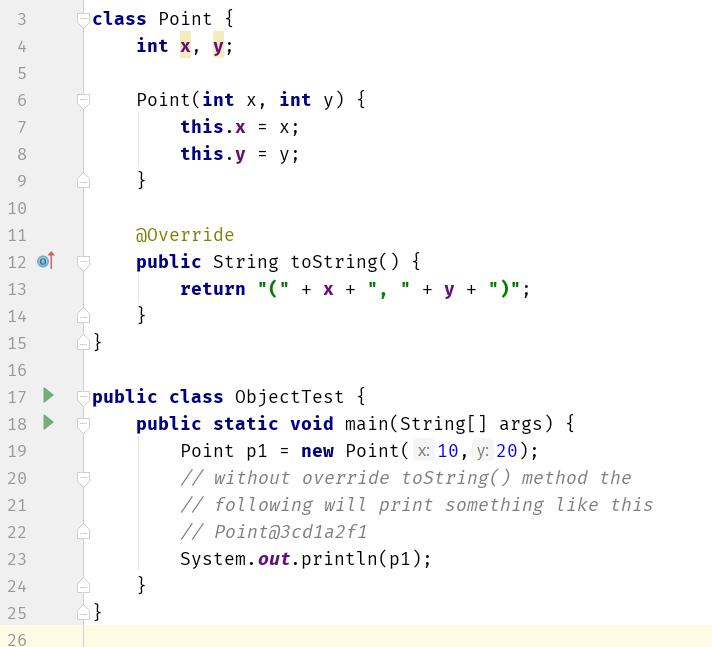 3 class Point {
4     int x, y;
5
6     Point(int x, int y) {
7         this.x = x;
8         this.y = y;
9     }
10
11     @Override
12     public String toString() {
13         return "(" + x + ", " + y + ")";
14     }
15 }
16
17 public class ObjectTest {
18     public static void main(String[] args) {
19         Point p1 = new Point( x: 10, y: 20);
20         // without override toString() method the
21         // following will print something like this
22         // Point@3cd1a2f1
23         System.out.println(p1);
24     }
25 }
26